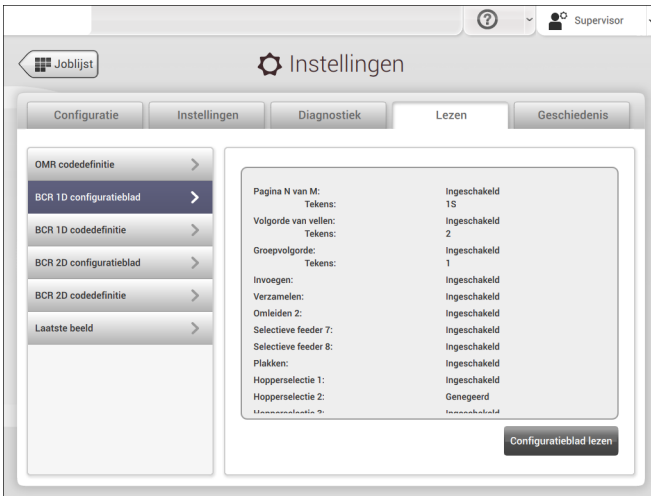 Supervisor
Joblijst
Instellingen
Configuratie Instellingen Diagnostiek Lezen Geschiedenis
OMR codedefinitie
BCR 1D configuratieblad
BCR 1D codedefinitie
BCR 2D configuratieblad
BCR 2D codedefinitie
Laatste beeld
Pagina N van M: Ingeschakeld
Tekens: 1S
Volgorde van vellen: Ingeschakeld
Tekens: 2
Groepvolgorde: Ingeschakeld
Tekens: 1
Invoegen: Ingeschakeld
Verzamelen: Ingeschakeld
Omleiden 2: Ingeschakeld
Selectieve feeder 7: Ingeschakeld
Selectieve feeder 8: Ingeschakeld
Plakken: Ingeschakeld
Hopperselectie 1: Ingeschakeld
Hopperselectie 2: Genegeerd
Hopperselectie 3: Ingeschakeld
Configuratieblad lezen